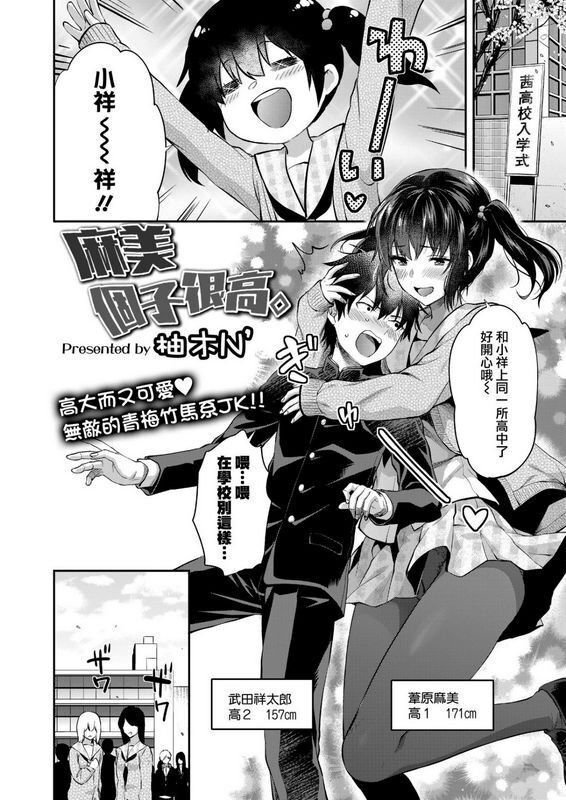 茜高校入学式
わーい♡
小祥～～～祥!!
麻美
個子很高。
Presented by 柚木N'
高大而又可愛♥
無敵的青梅竹馬系JK!!
和小祥上同一所高中了
好開心哦～
ギュ
喂…喂
在學校別這樣…
葦原麻美
高1 171cm
武田祥太郎
高2 157cm
ザワ
ザワ